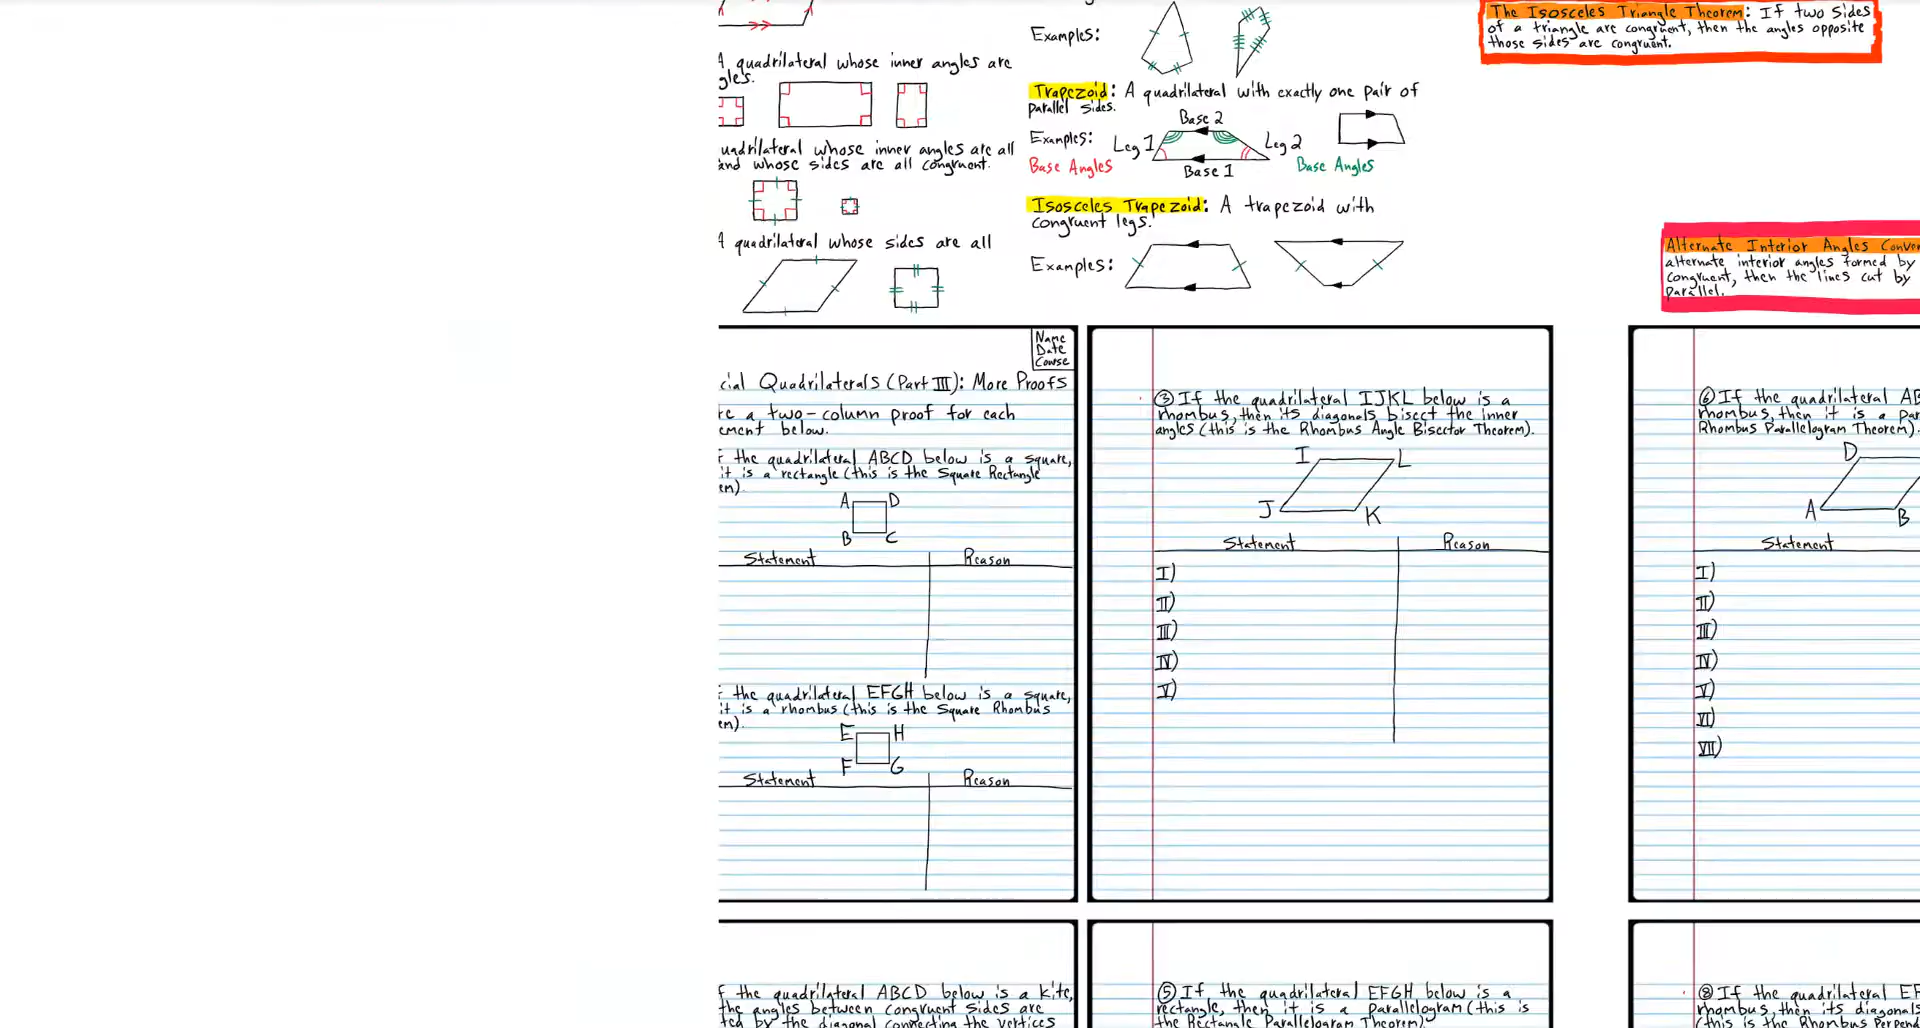 A quadrilateral whose inner angles are
gles.
uadrilateral whose inner angles are all
and whose sides are all congruent.
A quadrilateral whose sides are all
Examples:
Trapezoid: A quadrilateral with exactly one pair of
parallel sides.
Examples:
Leg 1
Base 2
Leg 2
Base Angles
Base 1
Base Angles
Isosceles Trapezoid: A trapezoid with
congruent legs.
Examples:
The Isosceles Triangle Theorem: If two sides
of a triangle are congruent, then the angles opposite
those sides are congruent.
Alternate Interior Angles Conver
alternate interior angles formed by
congruent, then the lines cut by
parallel.
Name
Date
Course
cial Quadrilaterals (Part III): More Proofs
te a two-column proof for each
ement below.
f the quadrilateral ABCD below is a square,
it is a rectangle (this is the Square Rectangle
em).
A D
B C
Statement Reason
f the quadrilateral EFGH below is a square,
it is a rhombus (this is the Square Rhombus
em).
E H
F G
Statement Reason
③ If the quadrilateral IJKL below is a
rhombus, then its diagonals bisect the inner
angles (this is the Rhombus Angle Bisector Theorem).
I L
J K
Statement Reason
I)
II)
III)
IV)
V)
⑥ If the quadrilateral AB
rhombus, then it is a par
Rhombus Parallelogram Theorem).
D
A B
Statement
I)
II)
III)
IV)
V)
VI)
VII)
f the quadrilateral ABCD below is a kite,
the angles between congruent sides are
ted by the diagonal connecting the vertices
⑤ If the quadrilateral EFGH below is a
rectangle, then it is a parallelogram (this is
the Rectangle Parallelogram Theorem).
⑧ If the quadrilateral EF
rhombus, then its diagonals
(this is the Rhombus Perpend